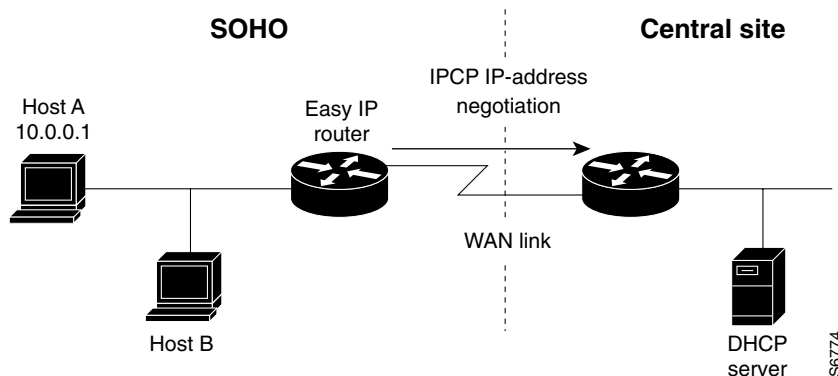 SOHO
Central site
IPCP IP-address
negotiation
Host A
10.0.0.1
Easy IP
router
WAN link
Host B
DHCP
server
S6774